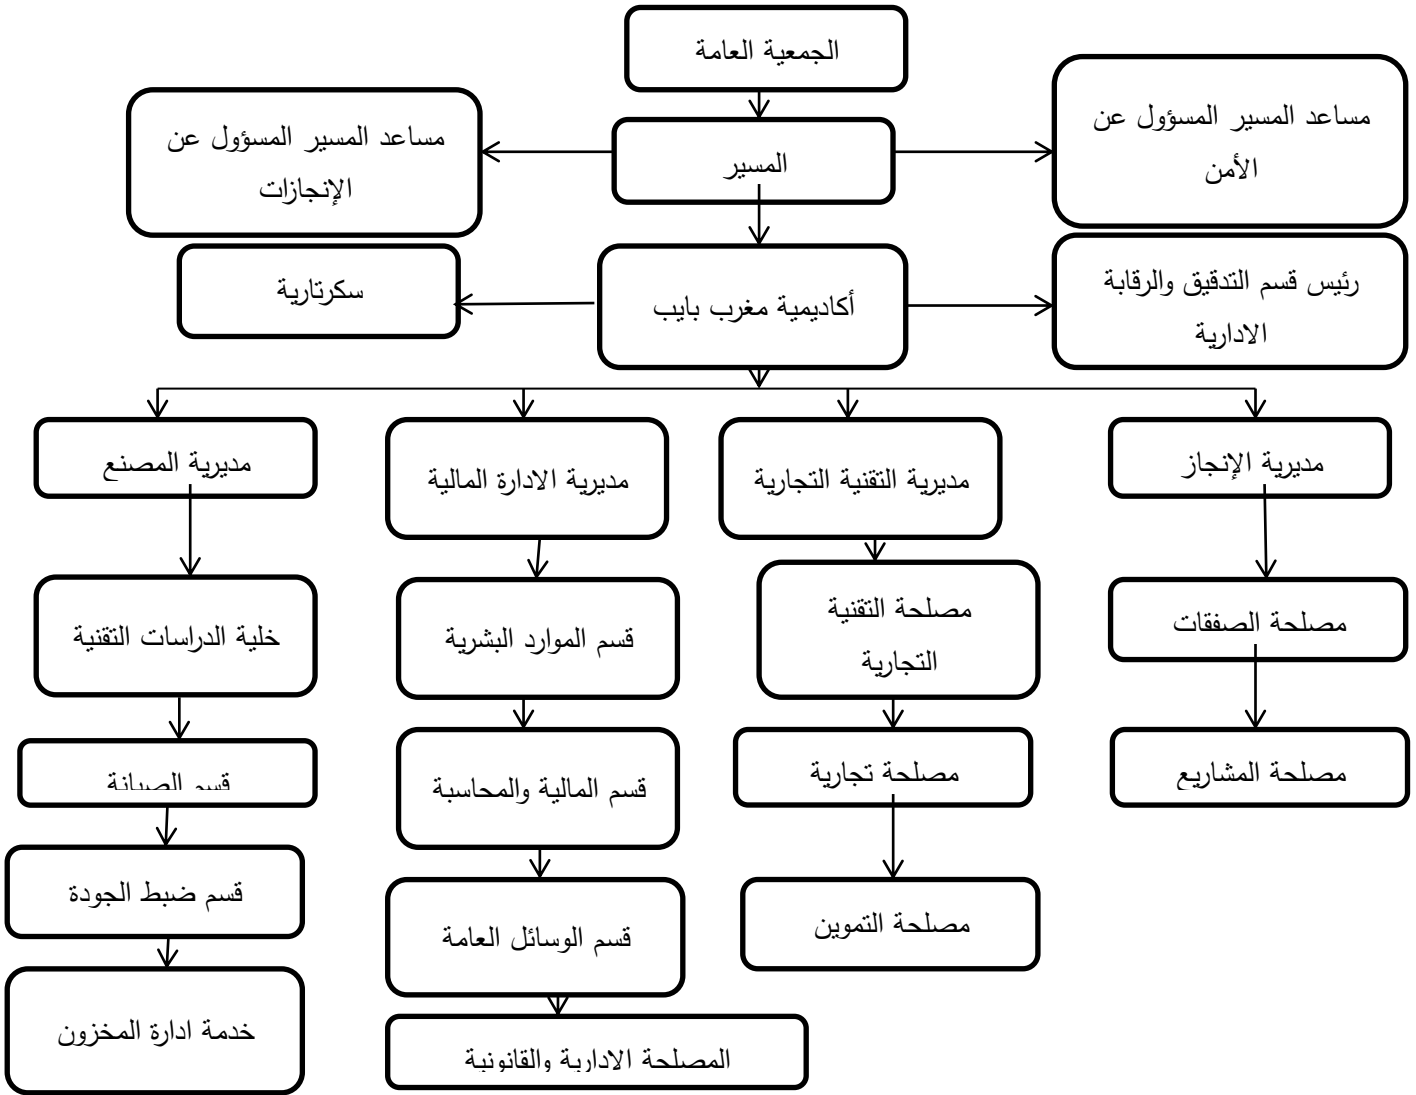 الجمعية العامة
مساعد المسير المسؤول عن
الأمن
المسير
مساعد المسير المسؤول عن
الإنجازات
رئيس قسم التدقيق والرقابة
الادارية
أكاديمية مغرب بايب
سكرتارية
مديرية الإنجاز
مديرية التقنية التجارية
مديرية الادارة المالية
مديرية المصنع
مصلحة الصفقات
مصلحة التقنية
التجارية
قسم الموارد البشرية
خلية الدراسات التقنية
مصلحة المشاريع
مصلحة تجارية
قسم المالية والمحاسبة
قسم الصيانة
مصلحة التموين
قسم الوسائل العامة
قسم ضبط الجودة
المصلحة الادارية والقانونية
خدمة ادارة المخزون